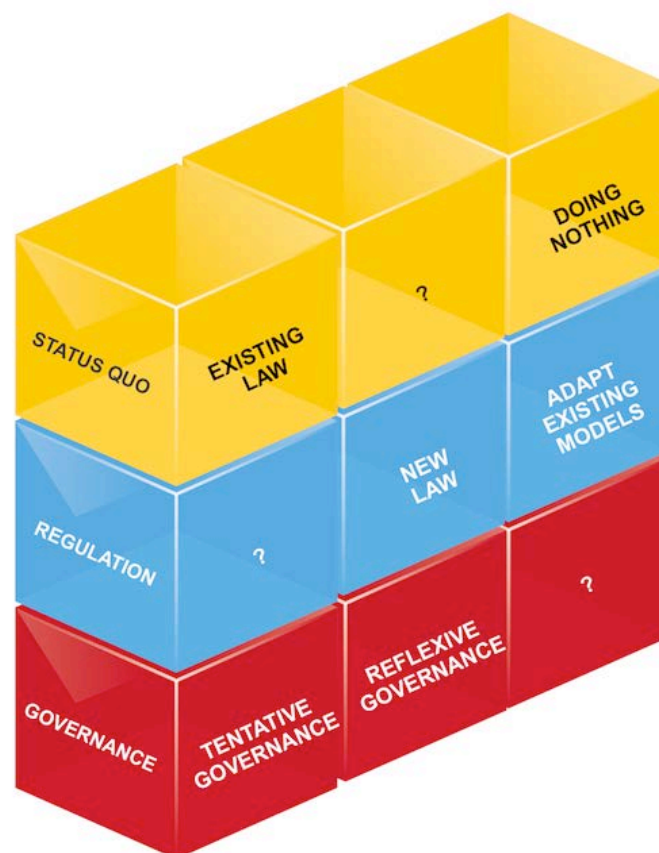 STATUS QUO
EXISTING
LAW
?
DOING
NOTHING
REGULATION
?
NEW
LAW
ADAPT
EXISTING
MODELS
GOVERNANCE
TENTATIVE
GOVERNANCE
REFLEXIVE
GOVERNANCE
?